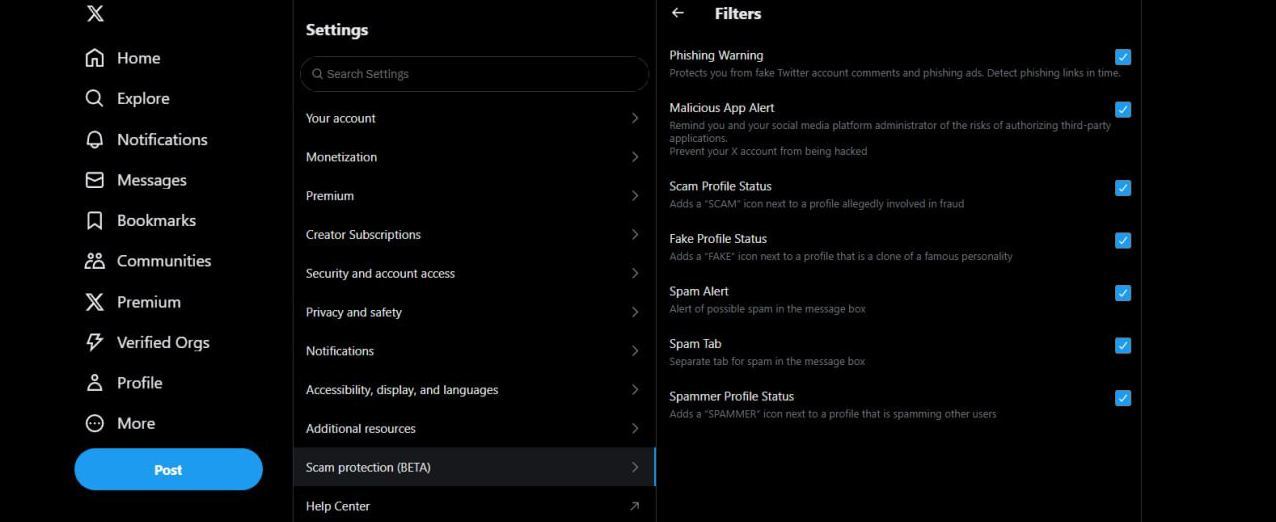 Home
Explore
Notifications
Messages
Bookmarks
Communities
Premium
Verified Orgs
Profile
More
Post
Settings
Search Settings
Your account
Monetization
Premium
Creator Subscriptions
Security and account access
Privacy and safety
Notifications
Accessibility, display, and languages
Additional resources
Scam protection (BETA)
Help Center
Filters
Phishing Warning
Protects you from fake Twitter account comments and phishing ads. Detect phishing links in time.
Malicious App Alert
Remind you and your social media platform administrator of the risks of authorizing third-party
applications.
Prevent your X account from being hacked
Scam Profile Status
Adds a "SCAM" icon next to a profile allegedly involved in fraud
Fake Profile Status
Adds a "FAKE" icon next to a profile that is a clone of a famous personality
Spam Alert
Alert of possible spam in the message box
Spam Tab
Separate tab for spam in the message box
Spammer Profile Status
Adds a "SPAMMER" icon next to a profile that is spamming other users